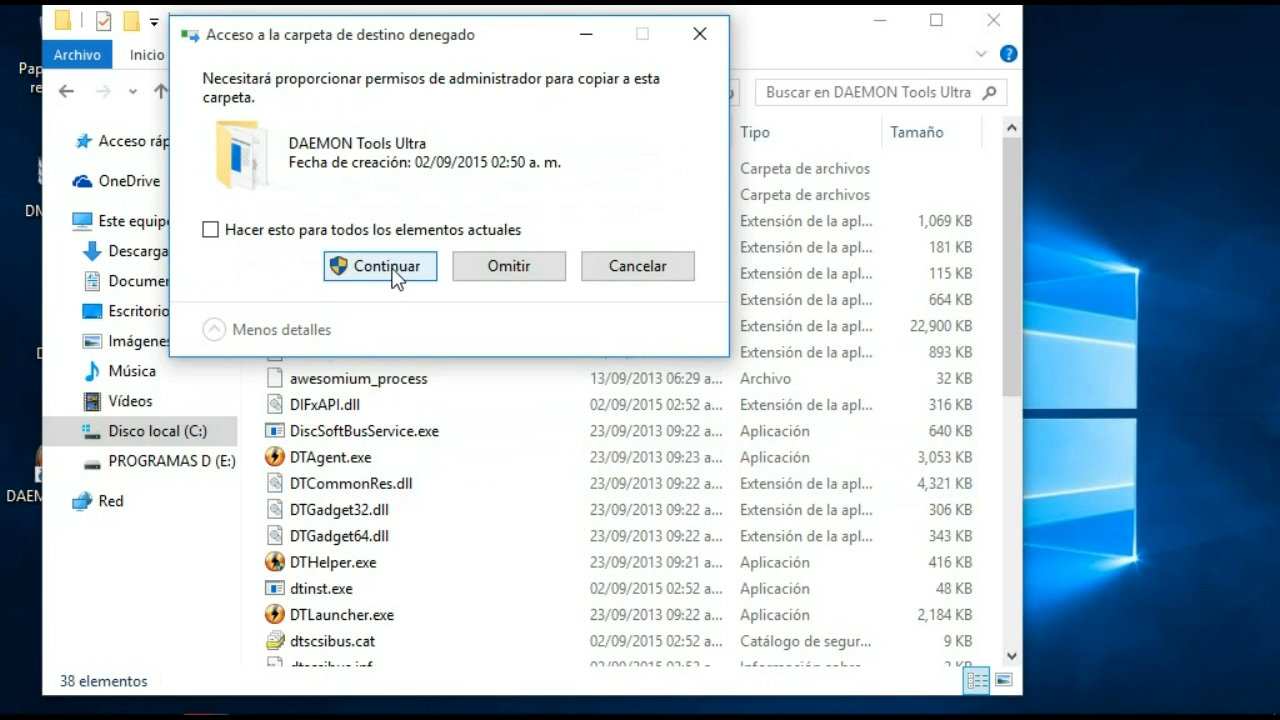 Acceso a la carpeta de destino denegado
Archivo
Inicio
Necesitará proporcionar permisos de administrador para copiar a esta
carpeta.
Buscar en DAEMON Tools Ultra
DAEMON Tools Ultra
Fecha de creación: 02/09/2015 02:50 a. m.
Hacer esto para todos los elementos actuales
Continuar
Omitir
Cancelar
Menos detalles
Acceso ráp
OneDrive
Este equipo
Descarga
Documen
Escritorio
Imágenes
Música
Vídeos
Disco local (C:)
PROGRAMAS D (E:)
Red
Tipo Tamaño
Carpeta de archivos
Carpeta de archivos
Extensión de la apl... 1,069 KB
Extensión de la apl... 181 KB
Extensión de la apl... 115 KB
Extensión de la apl... 664 KB
Extensión de la apl... 22,900 KB
Extensión de la apl... 893 KB
awesomium_process 13/09/2013 06:29 a... Archivo 32 KB
DIFxAPI.dll 02/09/2015 02:52 a... Extensión de la apl... 316 KB
DiscSoftBusService.exe 23/09/2013 09:22 a... Aplicación 640 KB
DTAgent.exe 23/09/2013 09:23 a... Aplicación 3,053 KB
DTCommonRes.dll 23/09/2013 09:22 a... Extensión de la apl... 4,321 KB
DTGadget32.dll 23/09/2013 09:22 a... Extensión de la apl... 306 KB
DTGadget64.dll 23/09/2013 09:22 a... Extensión de la apl... 343 KB
DTHelper.exe 23/09/2013 09:21 a... Aplicación 416 KB
dtinst.exe 02/09/2015 02:52 a... Aplicación 48 KB
DTLauncher.exe 23/09/2013 09:22 a... Aplicación 2,184 KB
dtscsibus.cat 02/09/2015 02:52 a... Catálogo de segur... 9 KB
38 elementos
Pap
re
DM
D
DAEM